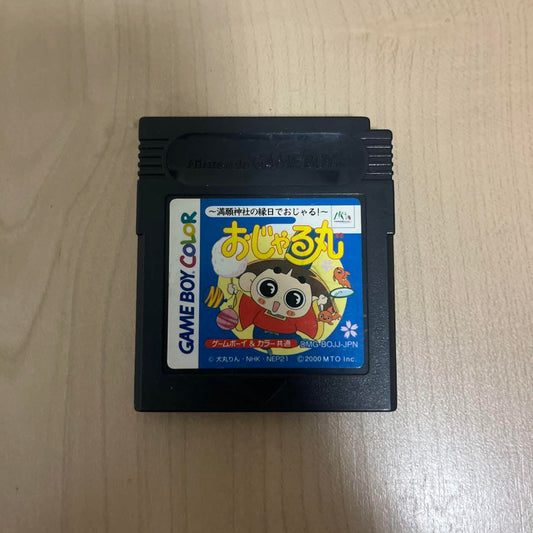 Nintendo GAME BOY
GAME BOY COLOR
～満願神社の縁日でおじゃる！～
おじゃる丸
ゲームボーイ & カラー 共通
DMG-BOJJ-JPN
© 犬丸りん・NHK・NEP21
©2000 MTO Inc.